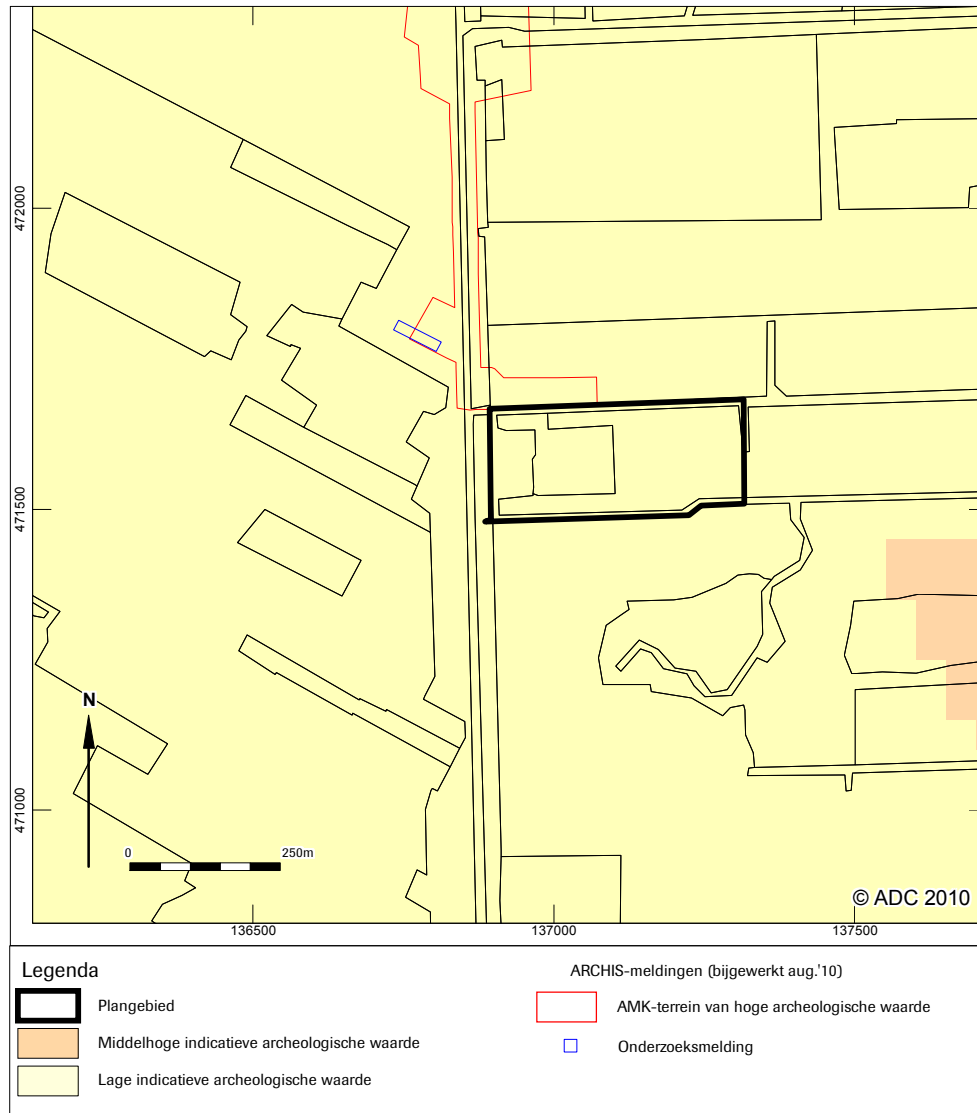 472000
471500
471000
N
0 250m
© ADC 2010
136500 137000 137500
Legenda
Plangebied
Middelhoge indicatieve archeologische waarde
Lage indicatieve archeologische waarde
ARCHIS-meldingen (bijgewerkt aug.'10)
AMK-terrein van hoge archeologische waarde
Onderzoeksmelding